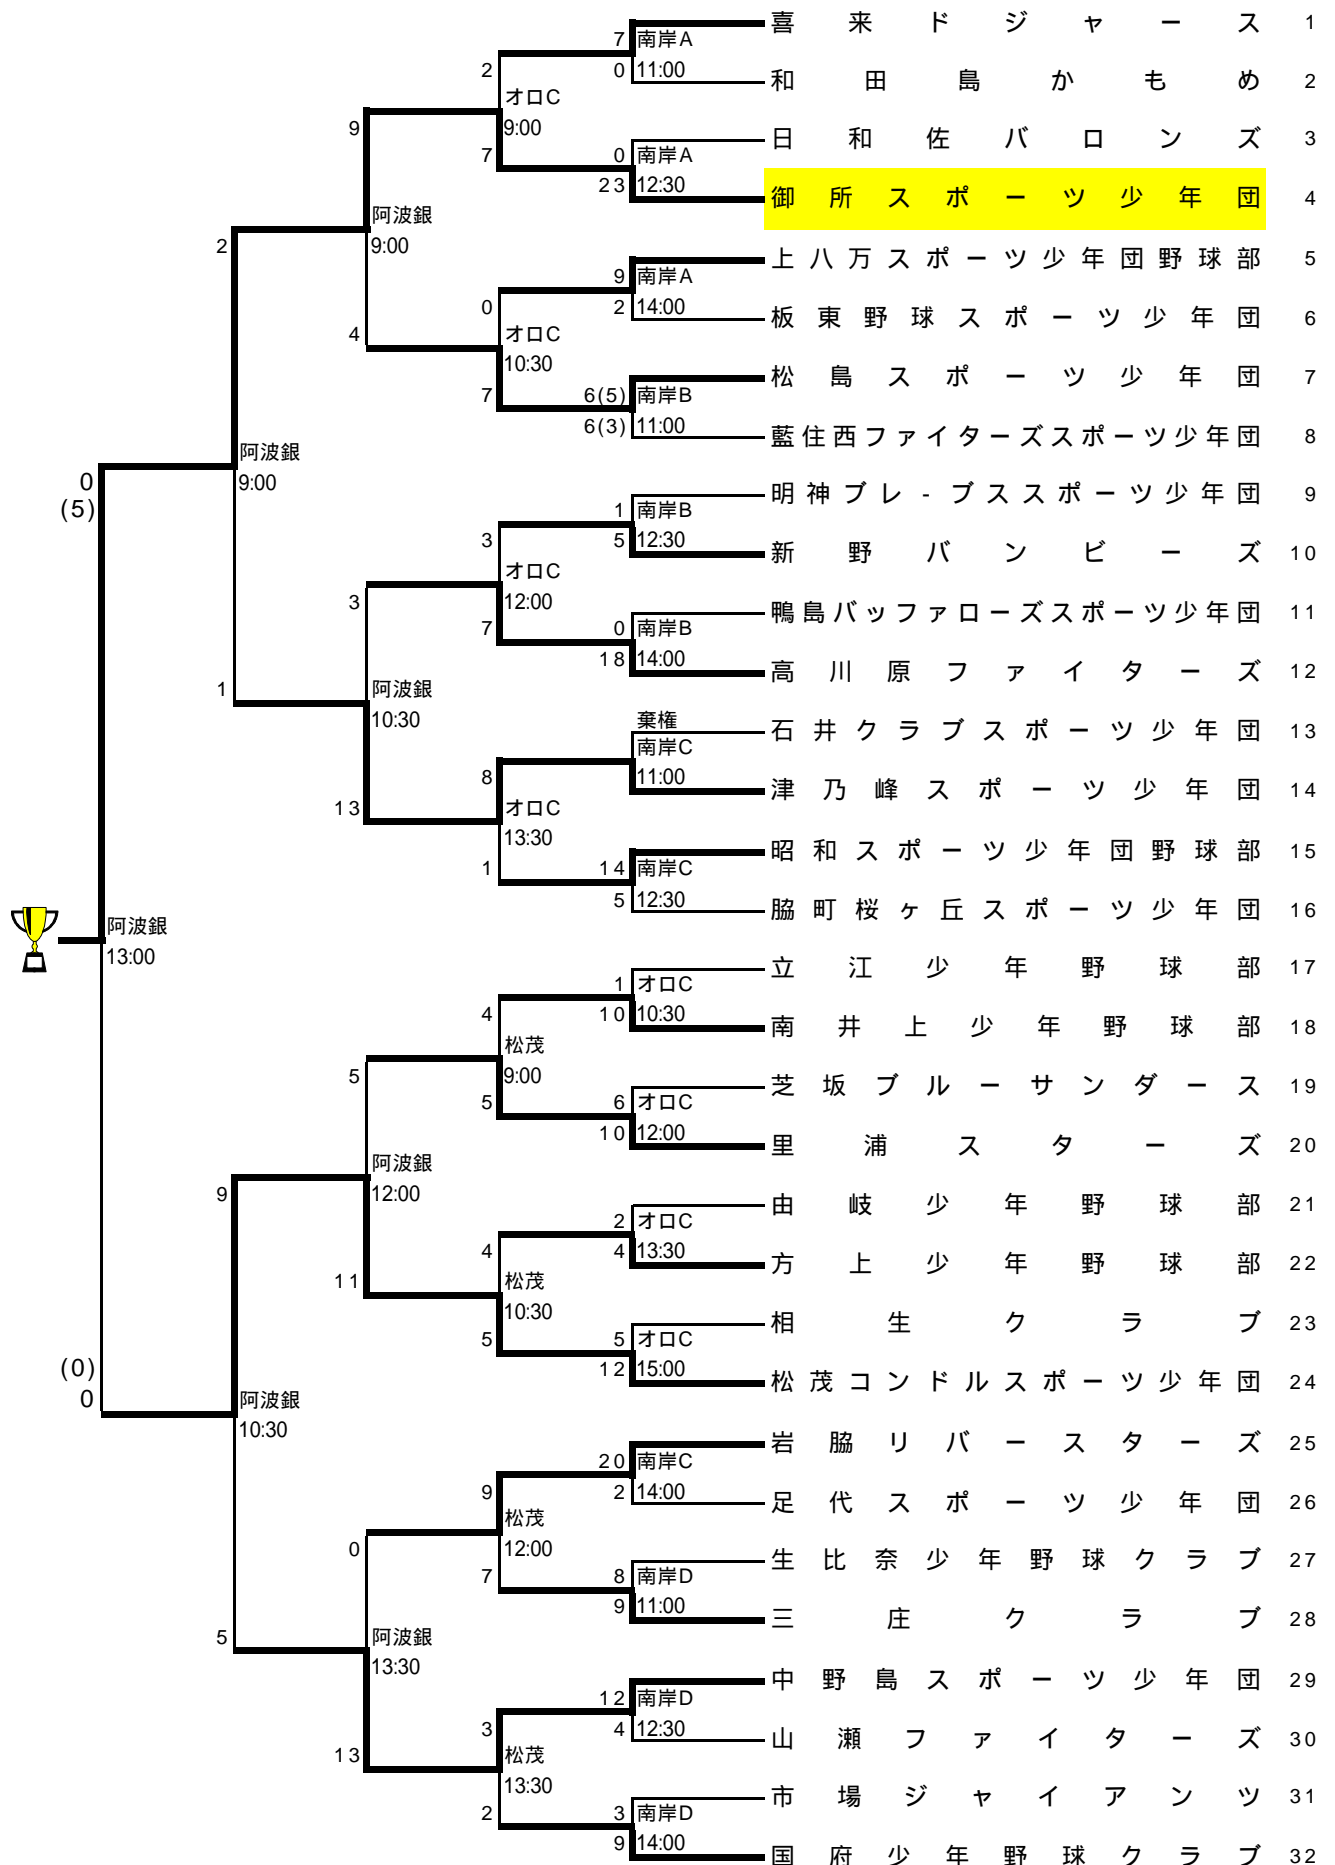 喜来ドジャース 1
7 南岸A
2
0 11:00
和田島かもめ 2
オロC
9
9:00
日和佐バロンズ 3
7
0 南岸A
23 12:30
御所スポーツ少年団 4
阿波銀
2
9:00
上八万スポーツ少年団野球部 5
9 南岸A
0
2 14:00
板東野球スポーツ少年団 6
4
オロC
10:30
松島スポーツ少年団 7
7
6(5) 南岸B
6(3) 11:00
藍住西ファイターズスポーツ少年団 8
阿波銀
0
9:00
(5)
明神ブレ-ブススポーツ少年団 9
1 南岸B
3
5 12:30
新野バンビーズ 10
オロC
3
12:00
鴨島バッファローズスポーツ少年団 11
7
0 南岸B
18 14:00
高川原ファイターズ 12
1
阿波銀
10:30
棄権
石井クラブスポーツ少年団 13
南岸C
8
11:00
津乃峰スポーツ少年団 14
13
オロC
13:30
昭和スポーツ少年団野球部 15
1
14 南岸C
5 12:30
脇町桜ヶ丘スポーツ少年団 16
阿波銀
13:00
立江少年野球部 17
1 オロC
4
10 10:30
南井上少年野球部 18
松茂
5
9:00
芝坂ブルーサンダース 19
5
6 オロC
10 12:00
里浦スターズ 20
阿波銀
9
12:00
由岐少年野球部 21
2 オロC
4
4 13:30
方上少年野球部 22
11
松茂
10:30
相生クラブ 23
5
5 オロC
12 15:00
松茂コンドルスポーツ少年団 24
(0)
0
阿波銀
10:30
岩脇リバースターズ 25
20 南岸C
9
2 14:00
足代スポーツ少年団 26
松茂
0
12:00
生比奈少年野球クラブ 27
7
8 南岸D
9 11:00
三庄クラブ 28
5
阿波銀
13:30
中野島スポーツ少年団 29
12 南岸D
3
4 12:30
山瀬ファイターズ 30
13
松茂
13:30
市場ジャイアンツ 31
2
3 南岸D
9 14:00
国府少年野球クラブ 32